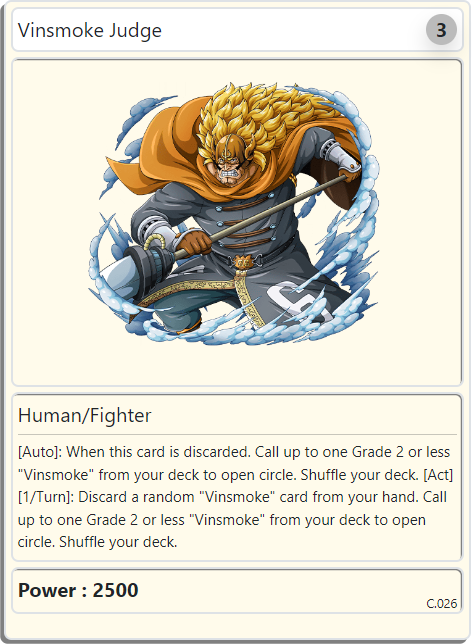 Vinsmoke Judge
3
Human/Fighter
[Auto]: When this card is discarded. Call up to one Grade 2 or less
"Vinsmoke" from your deck to open circle. Shuffle your deck. [Act]
[1/Turn]: Discard a random "Vinsmoke" card from your hand. Call
up to one Grade 2 or less "Vinsmoke" from your deck to open
circle. Shuffle your deck.
Power : 2500
C.026